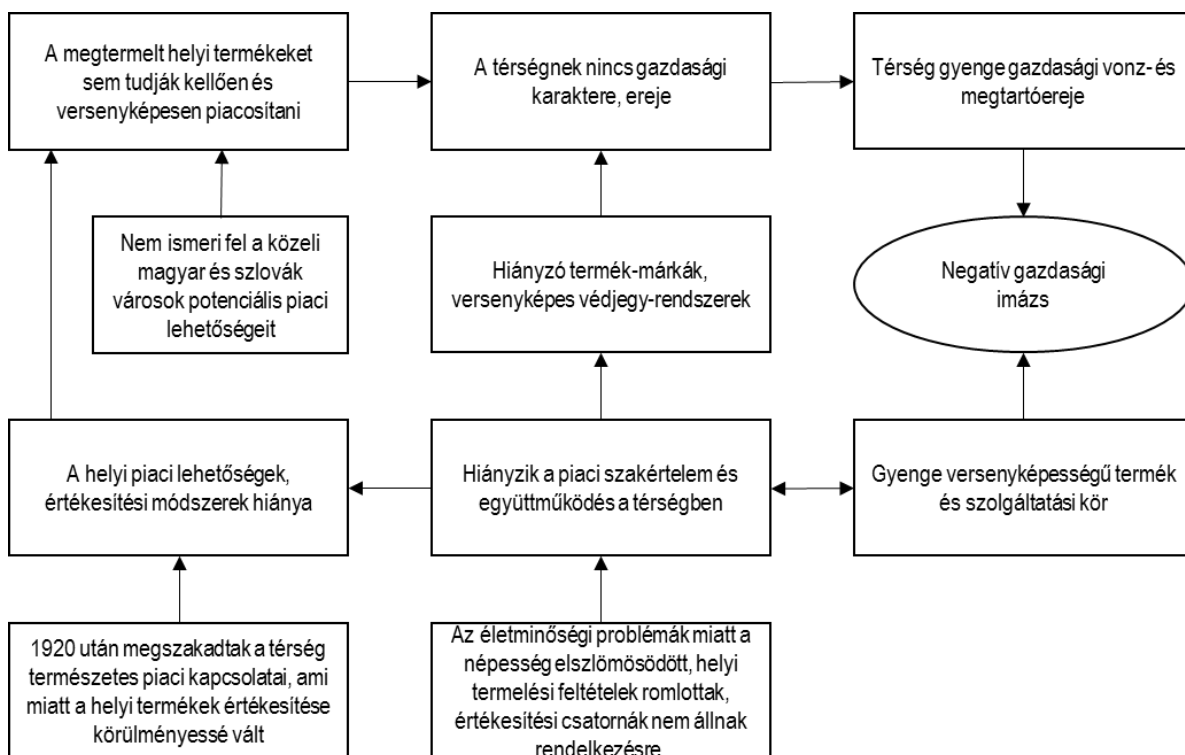 A megtermelt helyi termékeket
sem tudják kellően és
versenyképesen piacosítani
A térségnek nincs gazdasági
karaktere, ereje
Térség gyenge gazdasági vonz- és
megtartóereje
Nem ismeri fel a közeli
magyar és szlovák
városok potenciális piaci
lehetőségeit
Hiányzó termék-márkák,
versenyképes védjegy-rendszerek
Negatív gazdasági
imázs
A helyi piaci lehetőségek,
értékesítési módszerek hiánya
Hiányzik a piaci szakértelem és
együttműködés a térségben
Gyenge versenyképességű termék
és szolgáltatási kör
1920 után megszakadtak a térség
természetes piaci kapcsolatai, ami
miatt a helyi termékek értékesítése
körülményessé vált
Az életminőségi problémák miatt a
népesség elszlömösödött, helyi
termelési feltételek romlottak,
értékesítési csatornák nem állnak
rendelkezésre